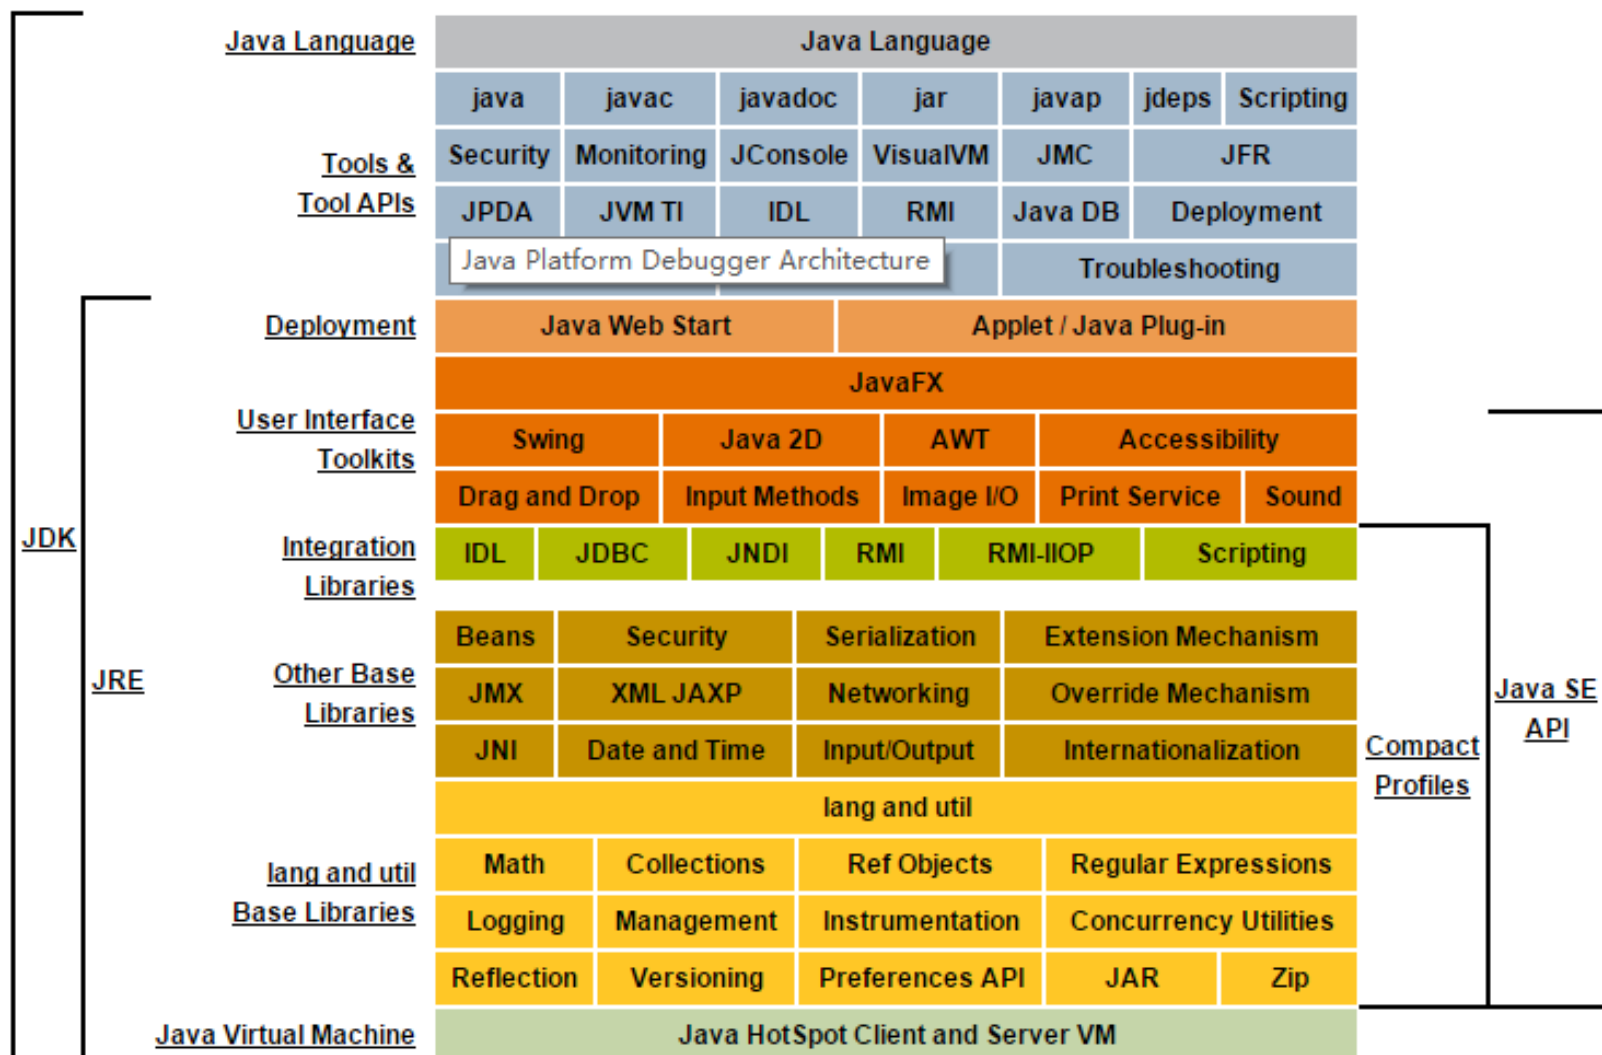 Java Language
Java Language
java javac javadoc jar javap jdeps Scripting
Tools &
Tool APIs
Security Monitoring JConsole VisualVM JMC JFR
JPDA JVM TI IDL RMI Java DB Deployment
Java Platform Debugger Architecture
Troubleshooting
Deployment
Java Web Start Applet / Java Plug-in
JavaFX
User Interface
Toolkits
Swing Java 2D AWT Accessibility
Drag and Drop Input Methods Image I/O Print Service Sound
JDK
Integration
Libraries
IDL JDBC JNDI RMI RMI-IIOP Scripting
JRE
Other Base
Libraries
Beans Security Serialization Extension Mechanism
JMX XML JAXP Networking Override Mechanism
JNI Date and Time Input/Output Internationalization
Java SE
API
Compact
Profiles
lang and util
lang and util
Base Libraries
Math Collections Ref Objects Regular Expressions
Logging Management Instrumentation Concurrency Utilities
Reflection Versioning Preferences API JAR Zip
Java Virtual Machine
Java HotSpot Client and Server VM